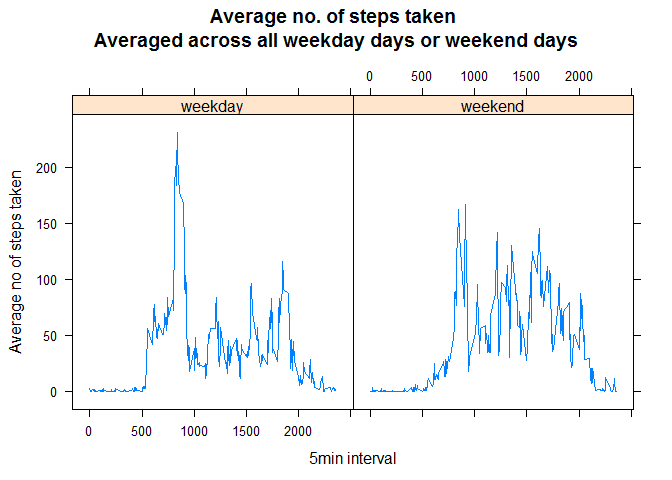 Average no. of steps taken
Averaged across all weekday days or weekend days
0 500 1000 1500 2000
weekday weekend
200
150
100
50
0
Average no of steps taken
0 500 1000 1500 2000
5min interval